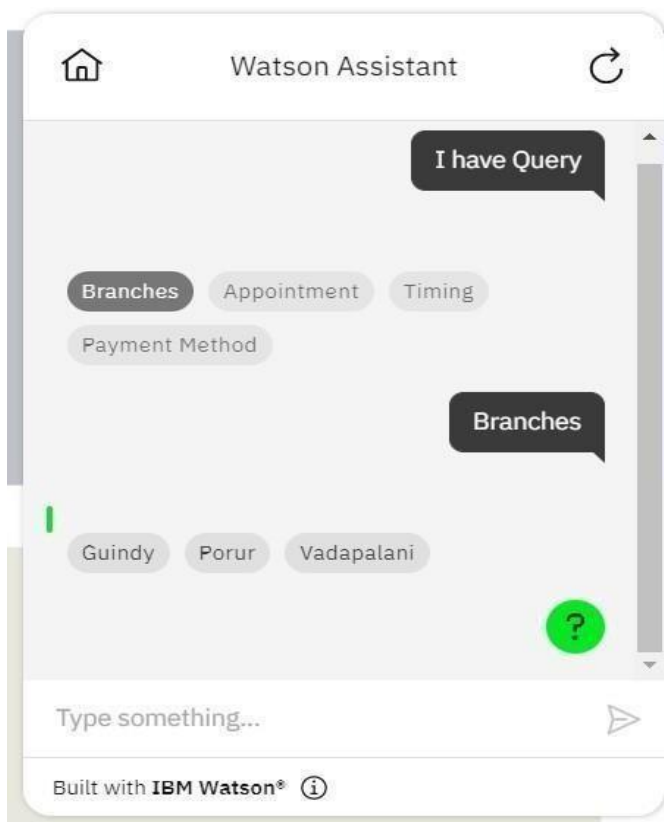 Watson Assistant
I have Query
Branches Appointment Timing
Payment Method
Branches
Guindy Porur Vadapalani
?
Type something...
Built with IBM Watson®